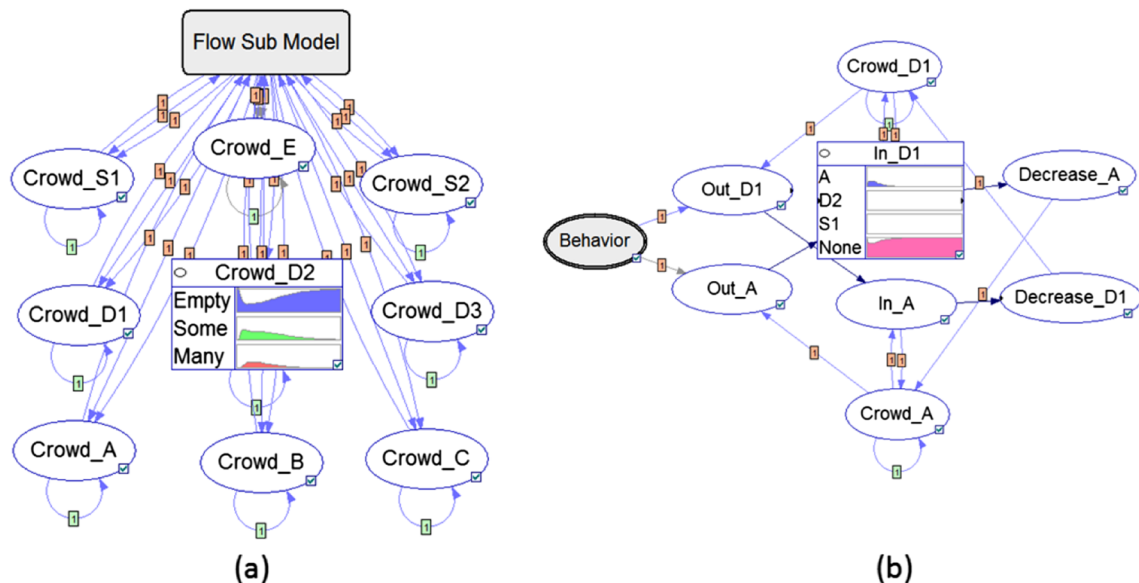 Flow Sub Model
Crowd_E
Crowd_S1
Crowd_S2
Crowd_D2
Empty
Some
Many
Crowd_D1
Crowd_D3
Crowd_A
Crowd_B
Crowd_C
(a)
Crowd_D1
In_D1
A
D2
S1
None
Out_D1
Decrease_A
Behavior
Out_A
In_A
Decrease_D1
Crowd_A
(b)